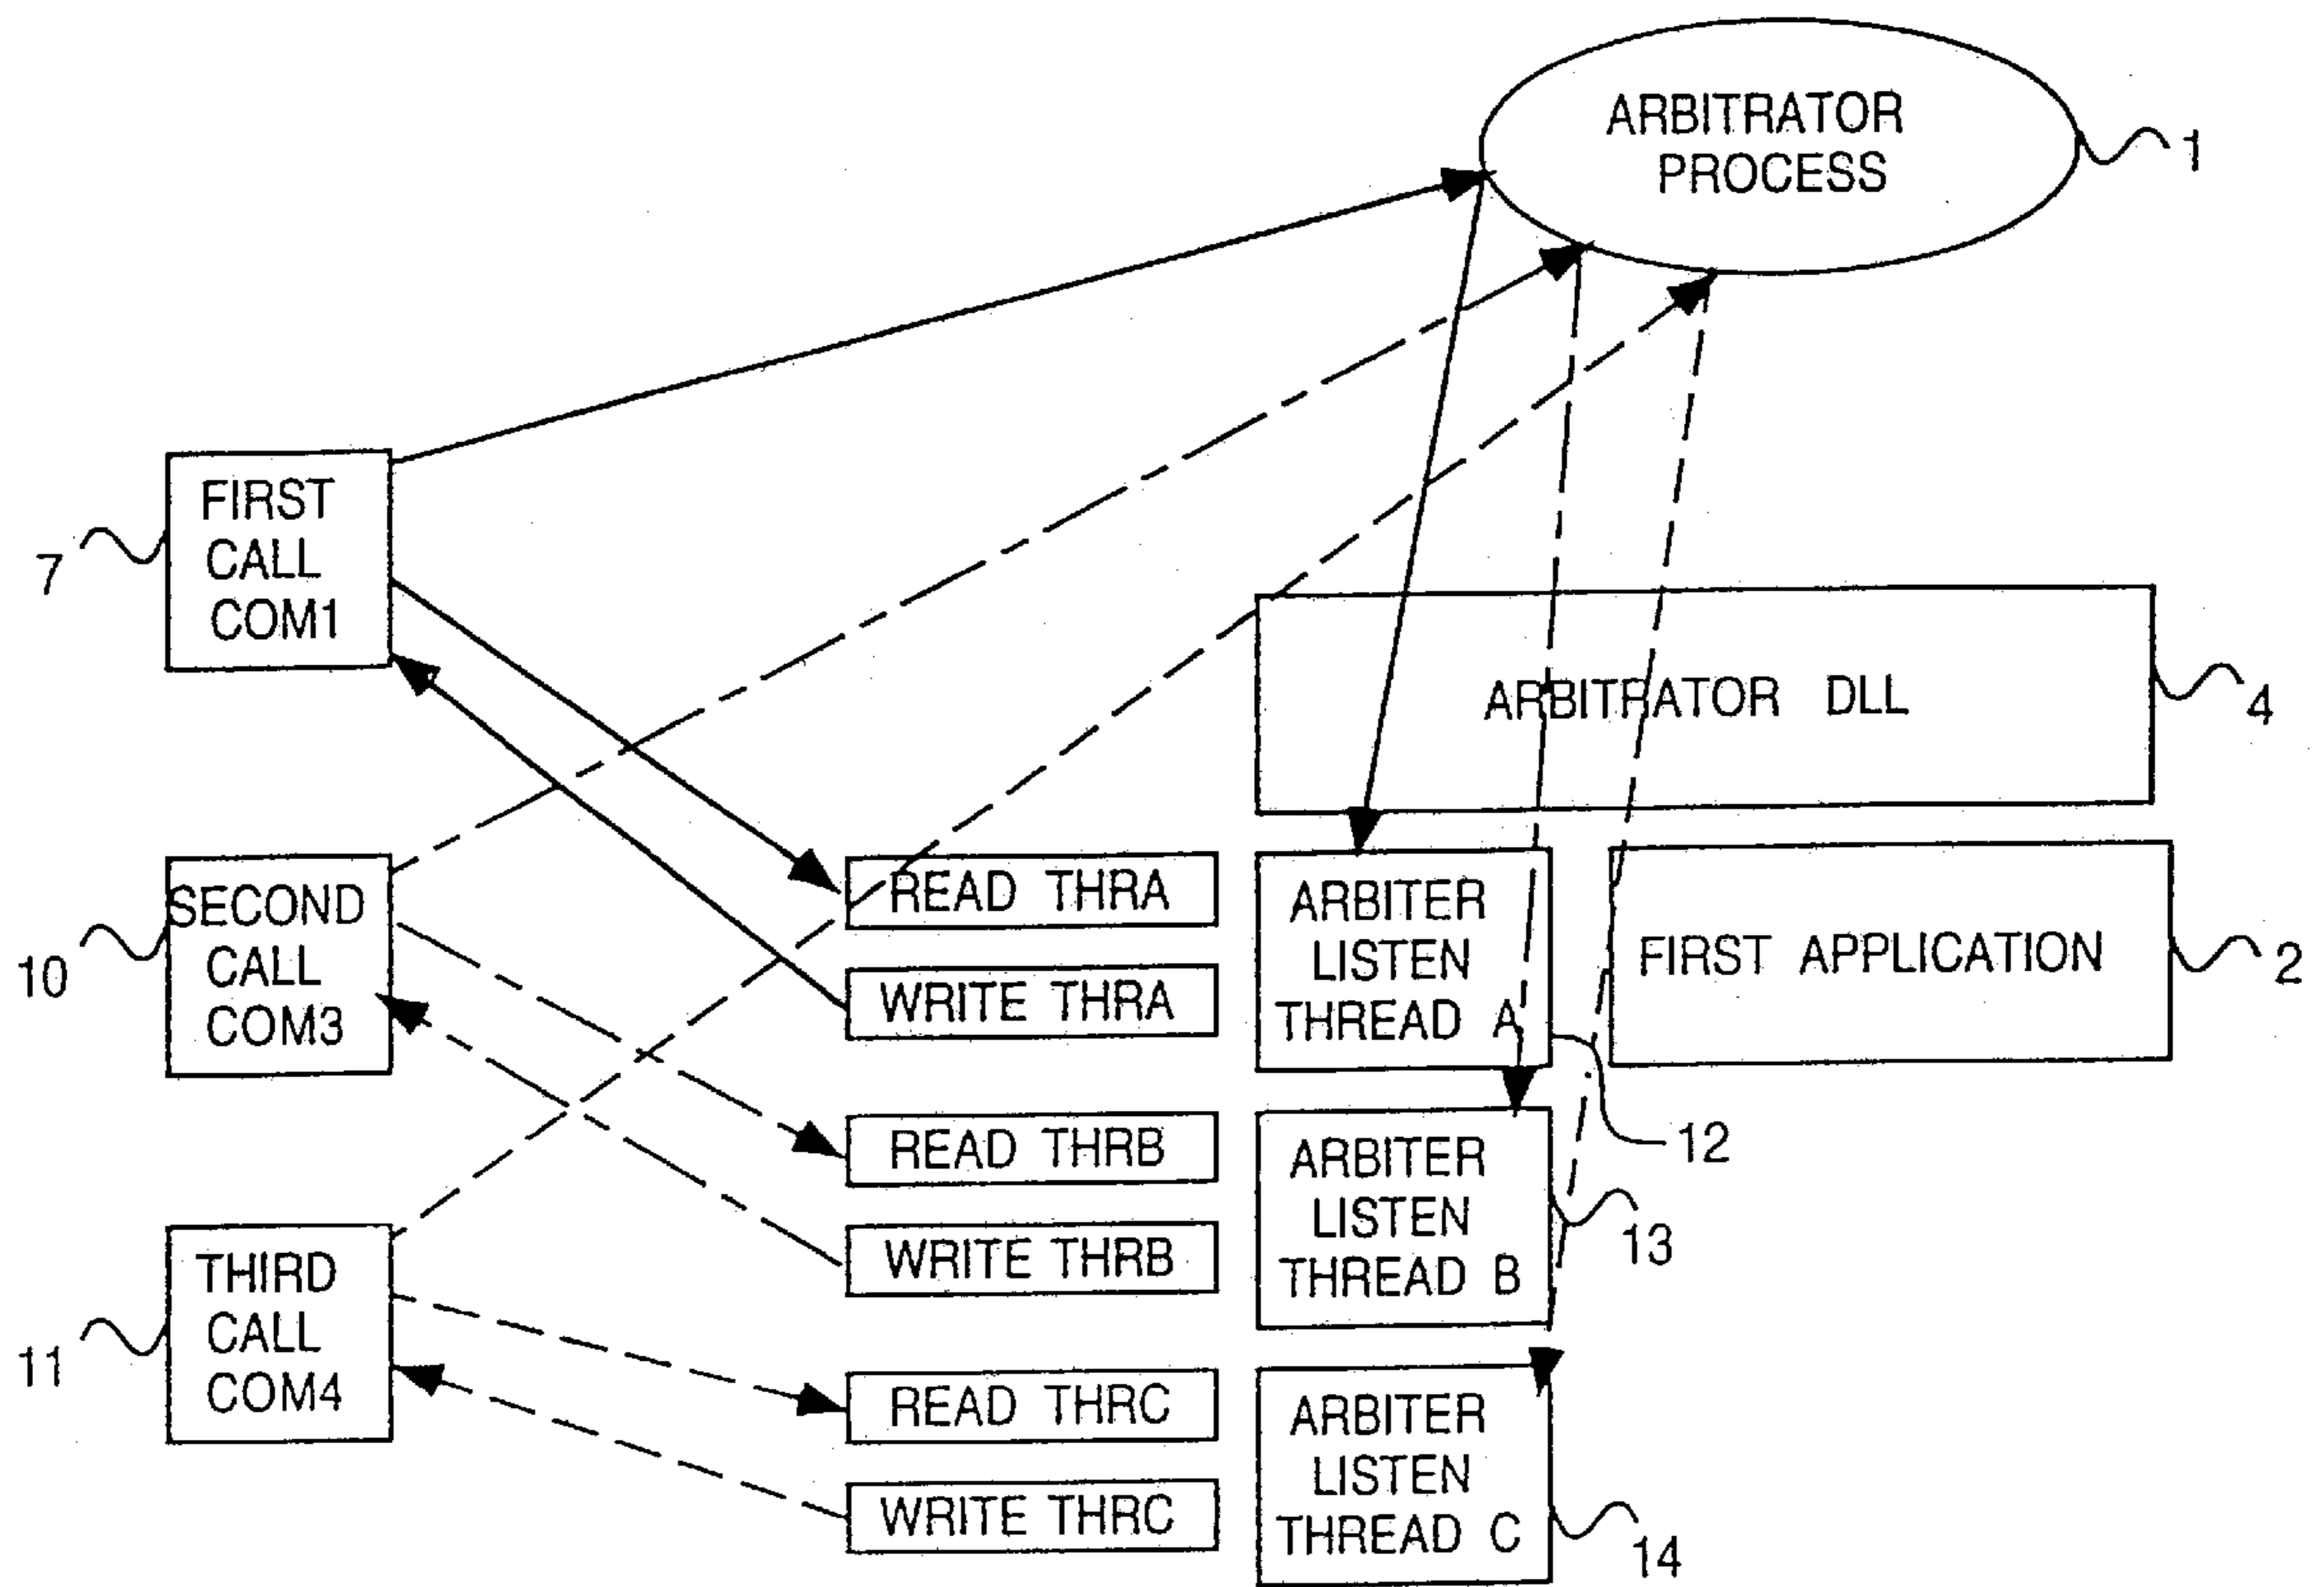 ARBITRATOR
PROCESS
1
FIRST
CALL
COM1
7
ARBITRATOR DLL
4
SECOND
CALL
COM3
10
READ THRA
WRITE THRA
ARBITER
LISTEN
THREAD A
12
FIRST APPLICATION
2
READ THRB
WRITE THRB
ARBITER
LISTEN
THREAD B
13
THIRD
CALL
COM4
11
READ THRC
WRITE THRC
ARBITER
LISTEN
THREAD C
14